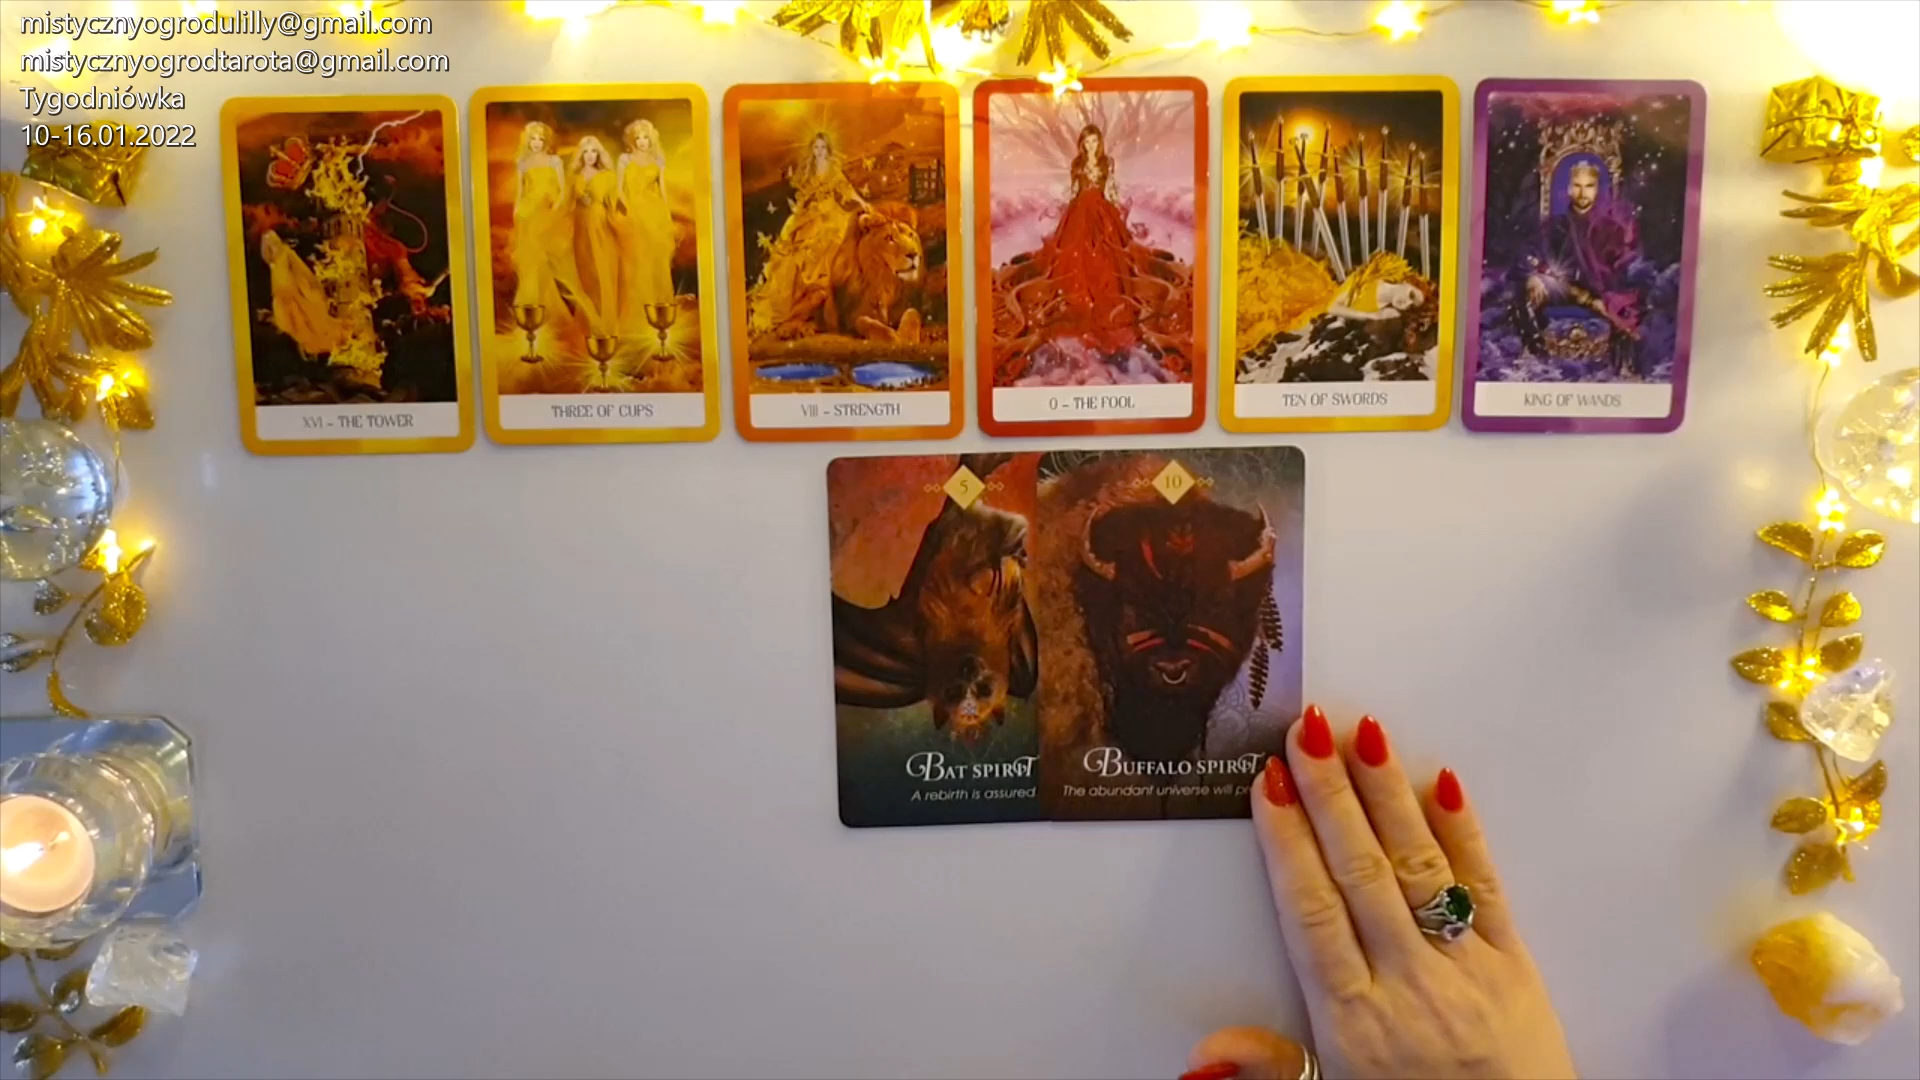 mistycznyogrodulilly@gmail.com
mistycznyogrodtarota@gmail.com
Tygodniówka
10-16.01.2022
XVI – THE TOWER
THREE OF CUPS
VIII – STRENGTH
0 – THE FOOL
TEN OF SWORDS
KING OF WANDS
5
10
BAT SPIRIT
A rebirth is assured
BUFFALO SPIRIT
The abundant universe will